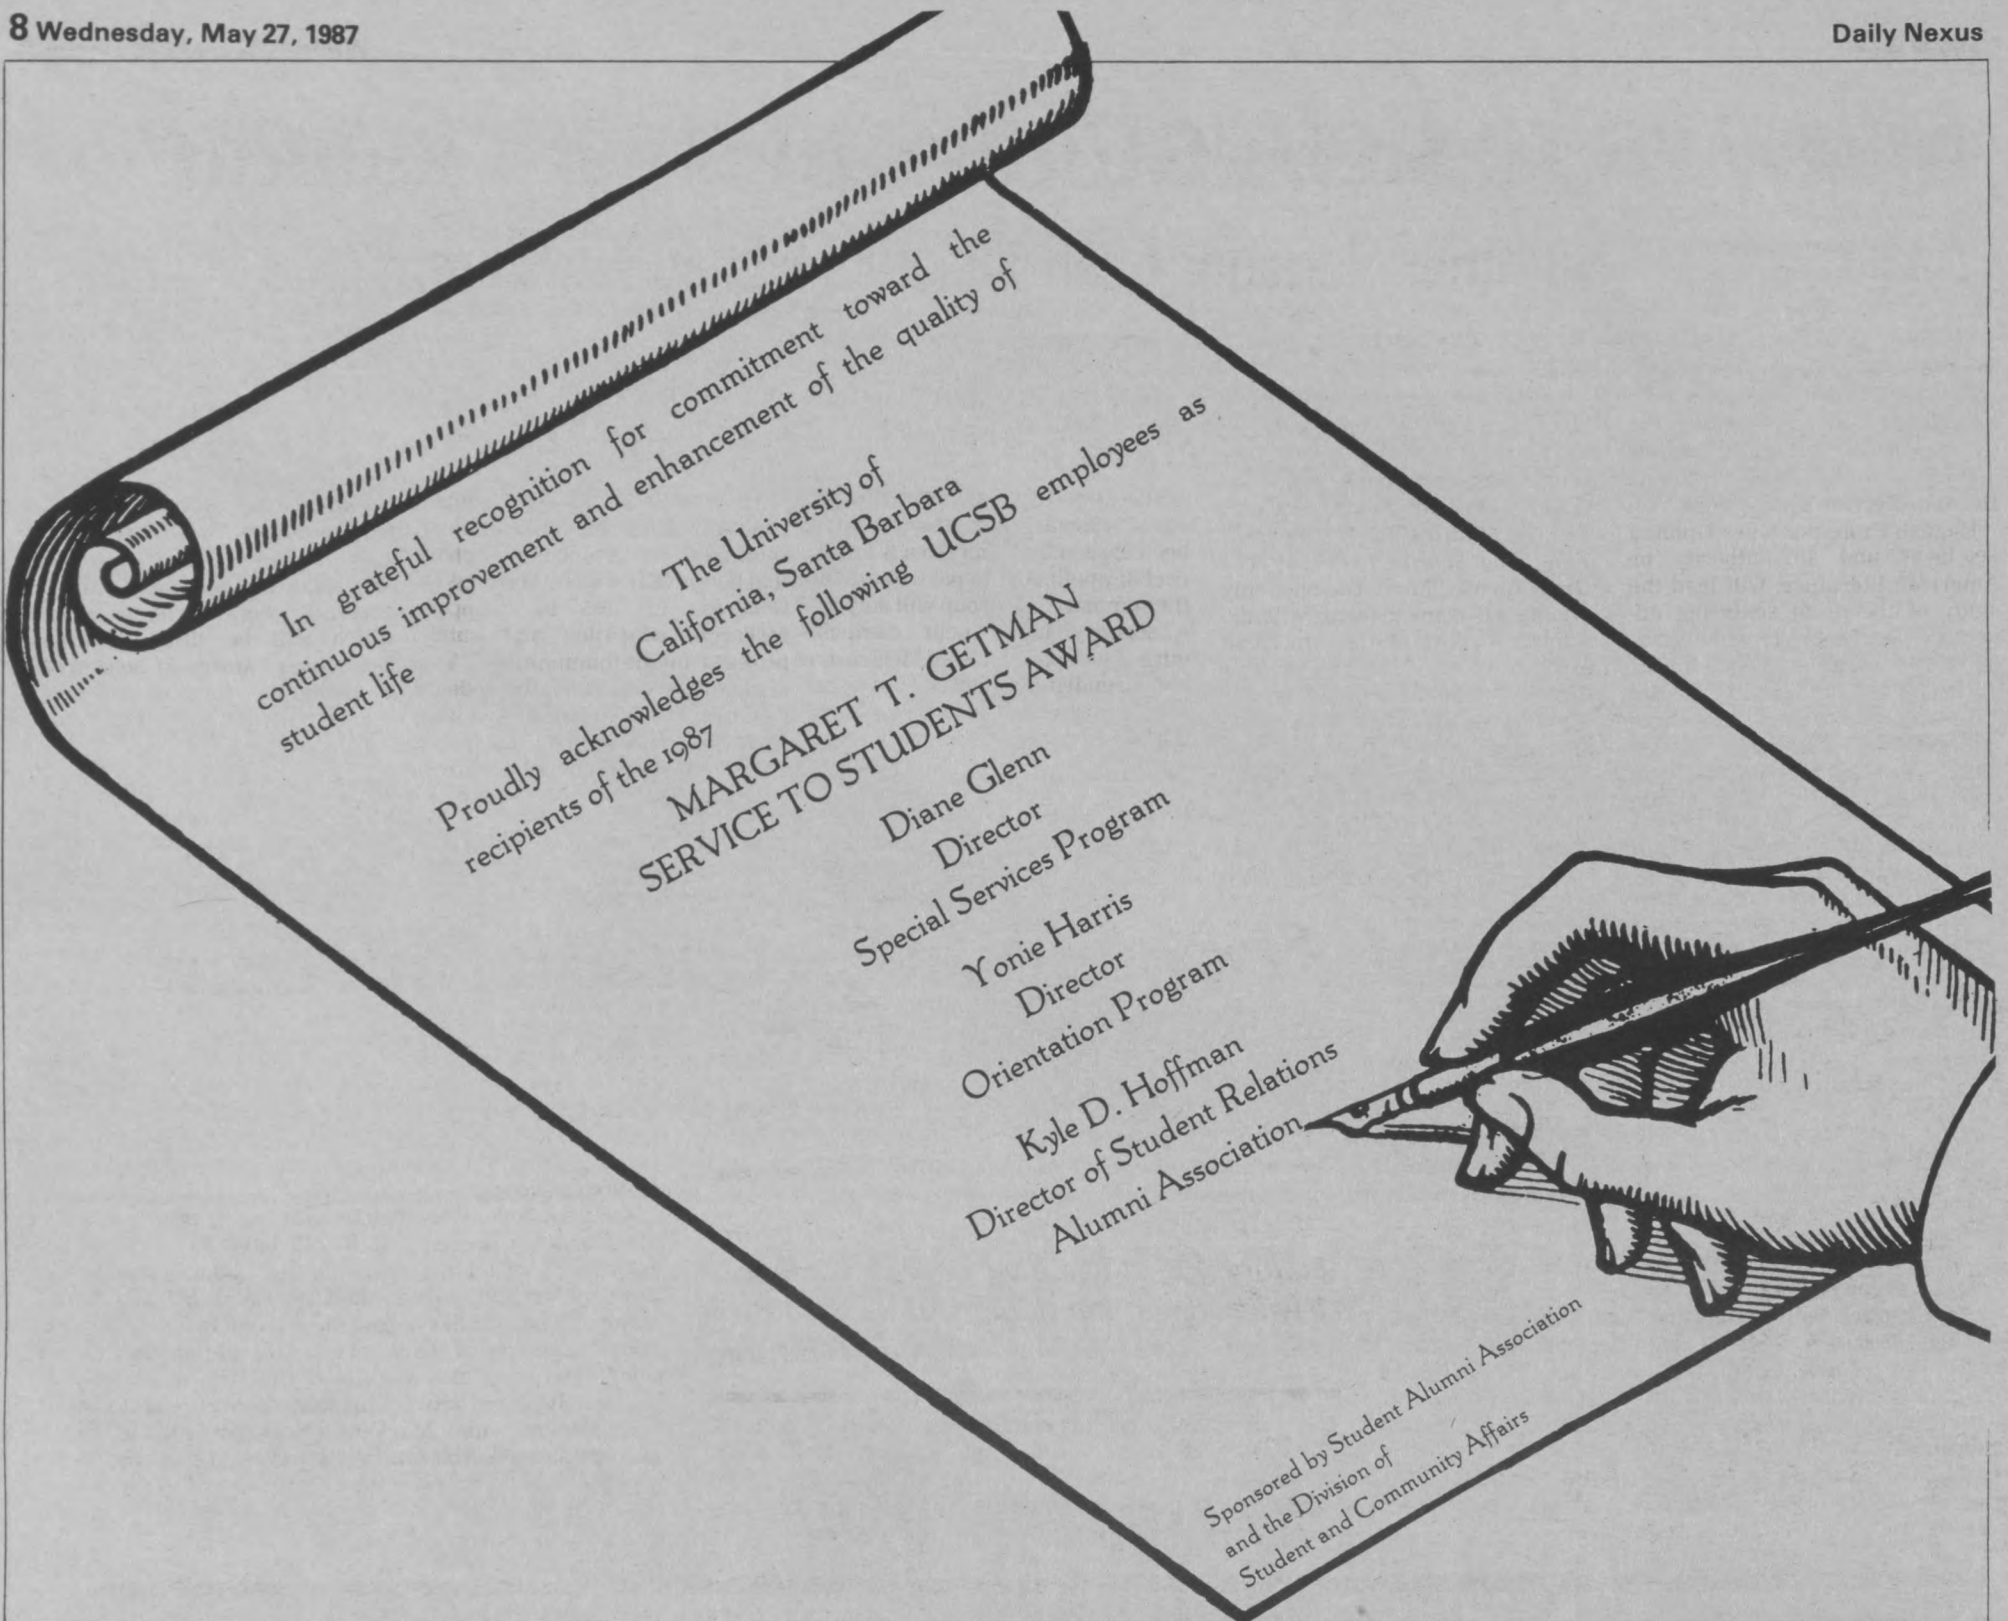 8 Wednesday, May 27, 1987
Daily Nexus
In grateful recognition for commitment toward the
continuous improvement and enhancement of the quality of
student life
The University of
California, Santa Barbara
Proudly acknowledges the following UCSB employees as
recipients of the 1987
MARGARET T. GETMAN
SERVICE TO STUDENTS AWARD
Diane Glenn
Director
Special Services Program
Yonie Harris
Director
Orientation Program
Kyle D. Hoffman
Director of Student Relations
Alumni Association
Sponsored by Student Alumni Association
and the Division of
Student and Community Affairs